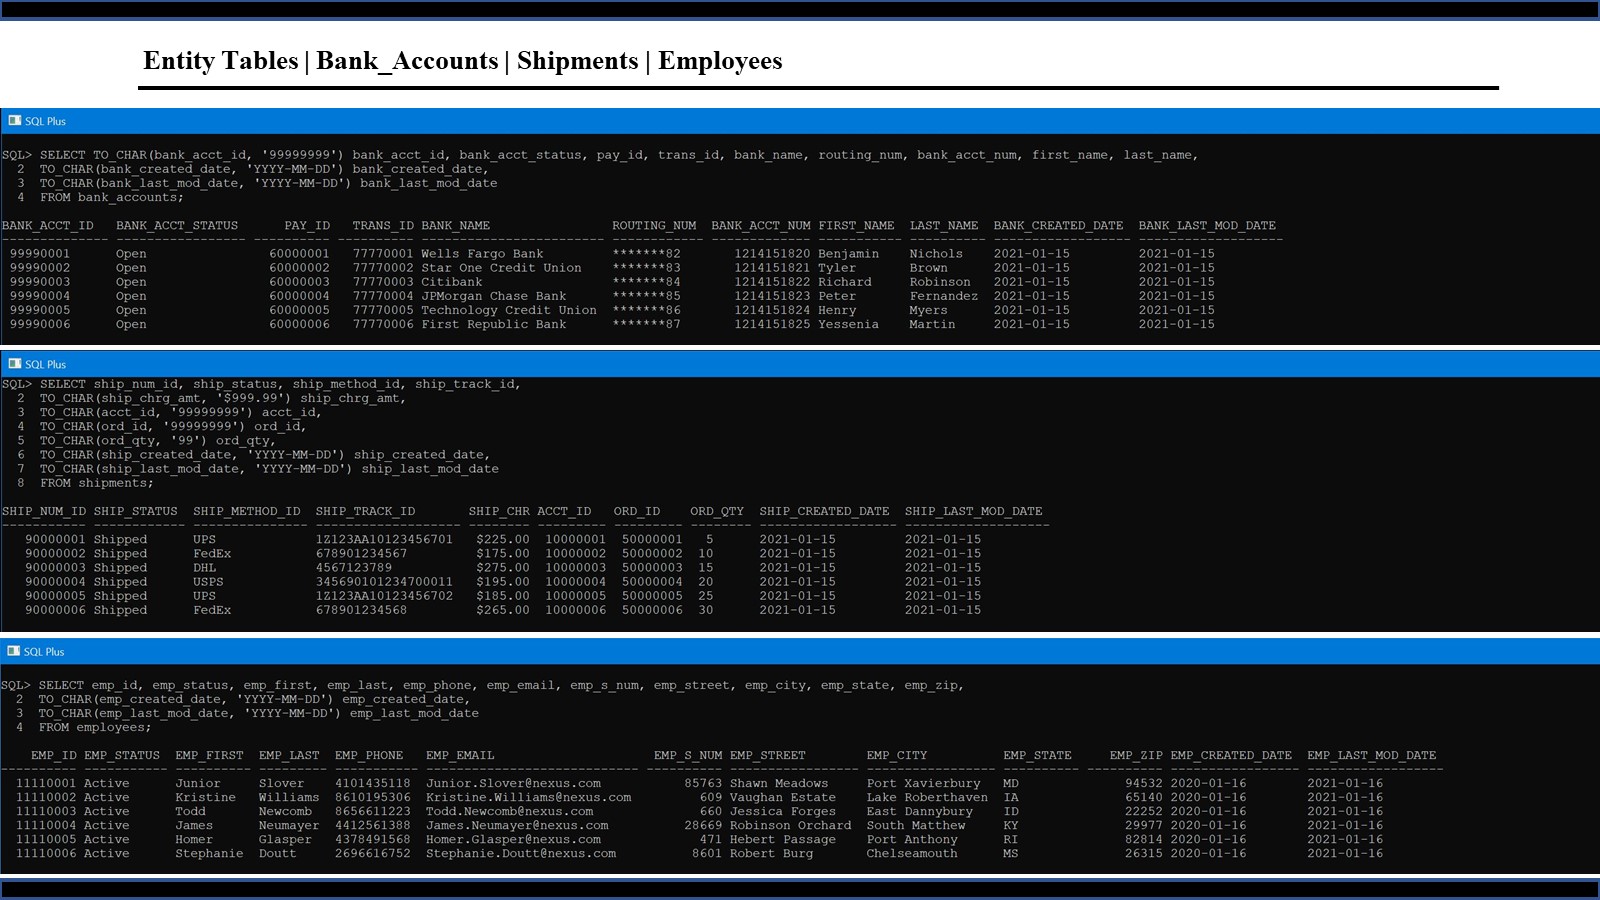 Entity Tables | Bank_Accounts | Shipments | Employees
SQL Plus
SQL> SELECT TO_CHAR(bank_acct_id, '99999999') bank_acct_id, bank_acct_status, pay_id, trans_id, bank_name, routing_num, bank_acct_num, first_name, last_name,
2 TO_CHAR(bank_created_date, 'YYYY-MM-DD') bank_created_date,
3 TO_CHAR(bank_last_mod_date, 'YYYY-MM-DD') bank_last_mod_date
4 FROM bank_accounts;
BANK_ACCT_ID BANK_ACCT_STATUS PAY_ID TRANS_ID BANK_NAME ROUTING_NUM BANK_ACCT_NUM FIRST_NAME LAST_NAME BANK_CREATED_DATE BANK_LAST_MOD_DATE
99990001 Open 60000001 77770001 Wells Fargo Bank *******82 1214151820 Benjamin Nichols 2021-01-15 2021-01-15
99990002 Open 60000002 77770002 Star One Credit Union *******83 1214151821 Tyler Brown 2021-01-15 2021-01-15
99990003 Open 60000003 77770003 Citibank *******84 1214151822 Richard Robinson 2021-01-15 2021-01-15
99990004 Open 60000004 77770004 JPMorgan Chase Bank *******85 1214151823 Peter Fernandez 2021-01-15 2021-01-15
99990005 Open 60000005 77770005 Technology Credit Union *******86 1214151824 Henry Myers 2021-01-15 2021-01-15
99990006 Open 60000006 77770006 First Republic Bank *******87 1214151825 Yessenia Martin 2021-01-15 2021-01-15
SQL Plus
SQL> SELECT ship_num_id, ship_status, ship_method_id, ship_track_id,
2 TO_CHAR(ship_chrg_amt, '$999.99') ship_chrg_amt,
3 TO_CHAR(acct_id, '99999999') acct_id,
4 TO_CHAR(ord_id, '99999999') ord_id,
5 TO_CHAR(ord_qty, '99') ord_qty,
6 TO_CHAR(ship_created_date, 'YYYY-MM-DD') ship_created_date,
7 TO_CHAR(ship_last_mod_date, 'YYYY-MM-DD') ship_last_mod_date
8 FROM shipments;
SHIP_NUM_ID SHIP_STATUS SHIP_METHOD_ID SHIP_TRACK_ID SHIP_CHR ACCT_ID ORD_ID ORD_QTY SHIP_CREATED_DATE SHIP_LAST_MOD_DATE
90000001 Shipped UPS 1Z123AA10123456701 $225.00 10000001 50000001 5 2021-01-15 2021-01-15
90000002 Shipped FedEx 678901234567 $175.00 10000002 50000002 10 2021-01-15 2021-01-15
90000003 Shipped DHL 4567123789 $275.00 10000003 50000003 15 2021-01-15 2021-01-15
90000004 Shipped USPS 345690101234700011 $195.00 10000004 50000004 20 2021-01-15 2021-01-15
90000005 Shipped UPS 1Z123AA10123456702 $185.00 10000005 50000005 25 2021-01-15 2021-01-15
90000006 Shipped FedEx 678901234568 $265.00 10000006 50000006 30 2021-01-15 2021-01-15
SQL Plus
SQL> SELECT emp_id, emp_status, emp_first, emp_last, emp_phone, emp_email, emp_s_num, emp_street, emp_city, emp_state, emp_zip,
2 TO_CHAR(emp_created_date, 'YYYY-MM-DD') emp_created_date,
3 TO_CHAR(emp_last_mod_date, 'YYYY-MM-DD') emp_last_mod_date
4 FROM employees;
EMP_ID EMP_STATUS EMP_FIRST EMP_LAST EMP_PHONE EMP_EMAIL EMP_S_NUM EMP_STREET EMP_CITY EMP_STATE EMP_ZIP EMP_CREATED_DATE EMP_LAST_MOD_DATE
11110001 Active Junior Slover 4101435118 Junior.Slover@nexus.com 85763 Shawn Meadows Port Xavierbury MD 94532 2020-01-16 2021-01-16
11110002 Active Kristine Williams 8610195306 Kristine.Williams@nexus.com 609 Vaughan Estate Lake Roberthaven IA 65140 2020-01-16 2021-01-16
11110003 Active Todd Newcomb 8656611223 Todd.Newcomb@nexus.com 660 Jessica Forges East Dannybury ID 22252 2020-01-16 2021-01-16
11110004 Active James Neumayer 4412561388 James.Neumayer@nexus.com 28669 Robinson Orchard South Matthew KY 29977 2020-01-16 2021-01-16
11110005 Active Homer Glasper 4378491568 Homer.Glasper@nexus.com 471 Hebert Passage Port Anthony RI 82814 2020-01-16 2021-01-16
11110006 Active Stephanie Doutt 2696616752 Stephanie.Doutt@nexus.com 8601 Robert Burg Chelseamouth MS 26315 2020-01-16 2021-01-16